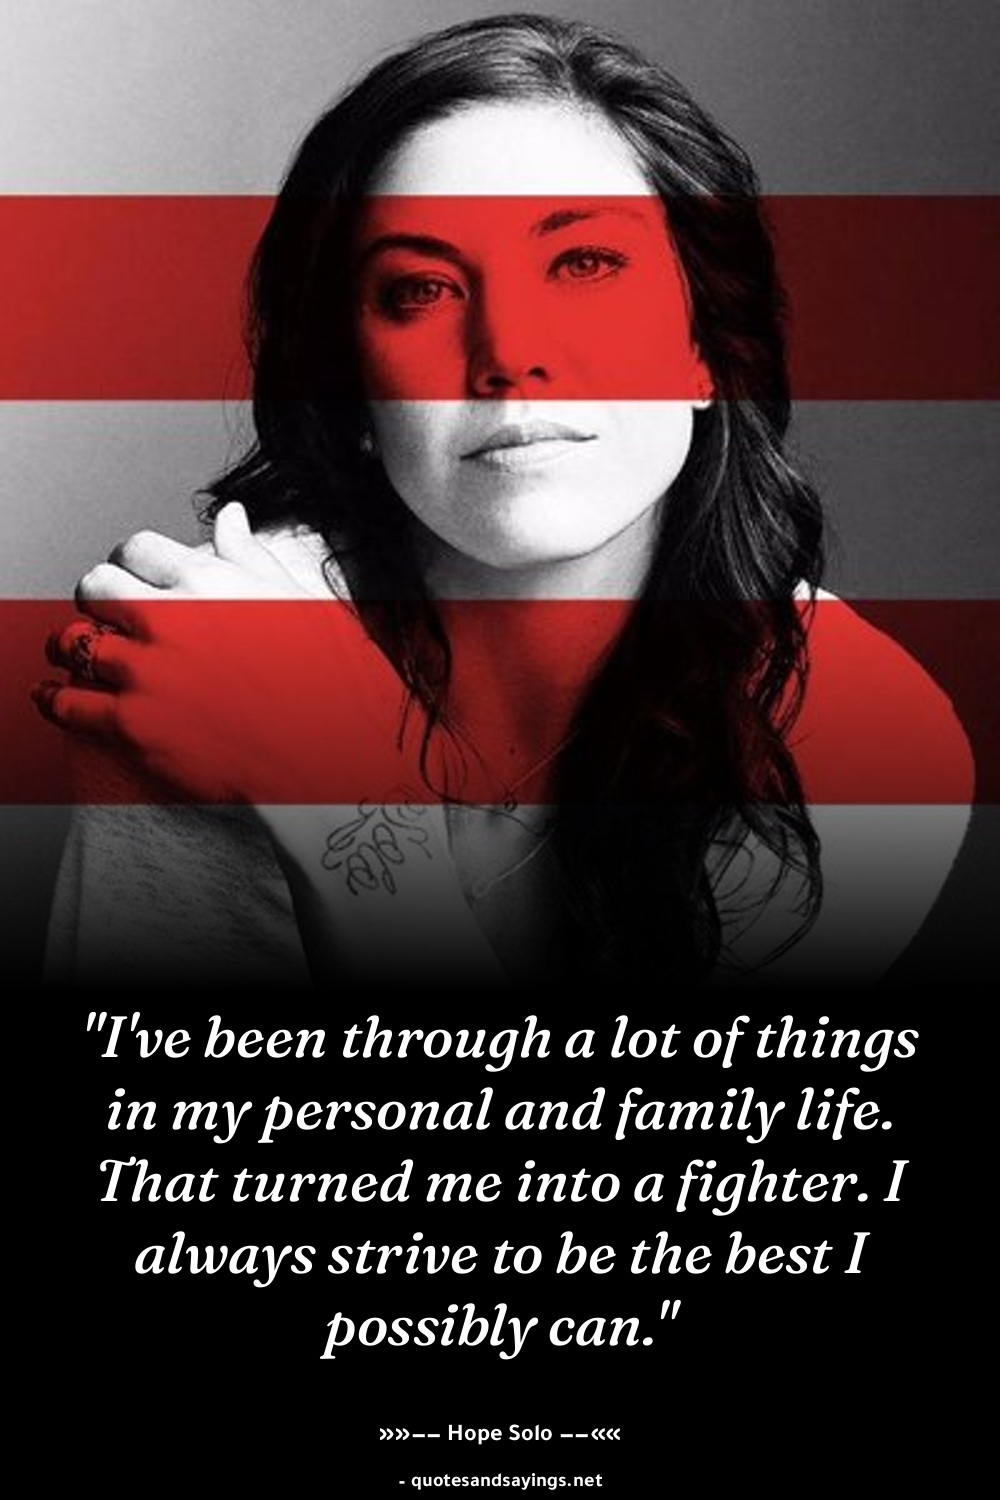 "I've been through a lot of things
in my personal and family life.
That turned me into a fighter. I
always strive to be the best I
possibly can."
»»−− Hope Solo −−««
- quotesandsayings.net